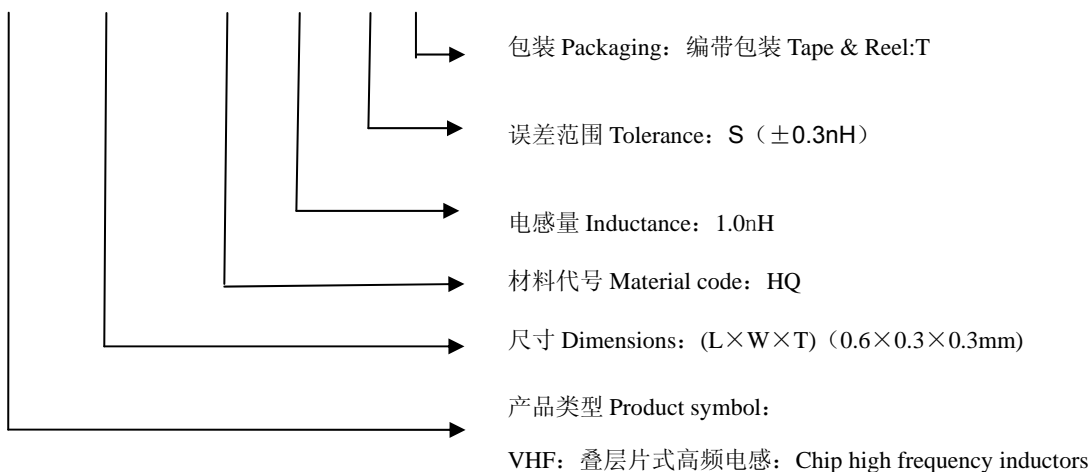 包装 Packaging：编带包装 Tape & Reel:T
误差范围 Tolerance：S（±0.3nH）
电感量 Inductance：1.0nH
材料代号 Material code：HQ
尺寸 Dimensions：(L×W×T)（0.6×0.3×0.3mm)
产品类型 Product symbol：
VHF：叠层片式高频电感：Chip high frequency inductors